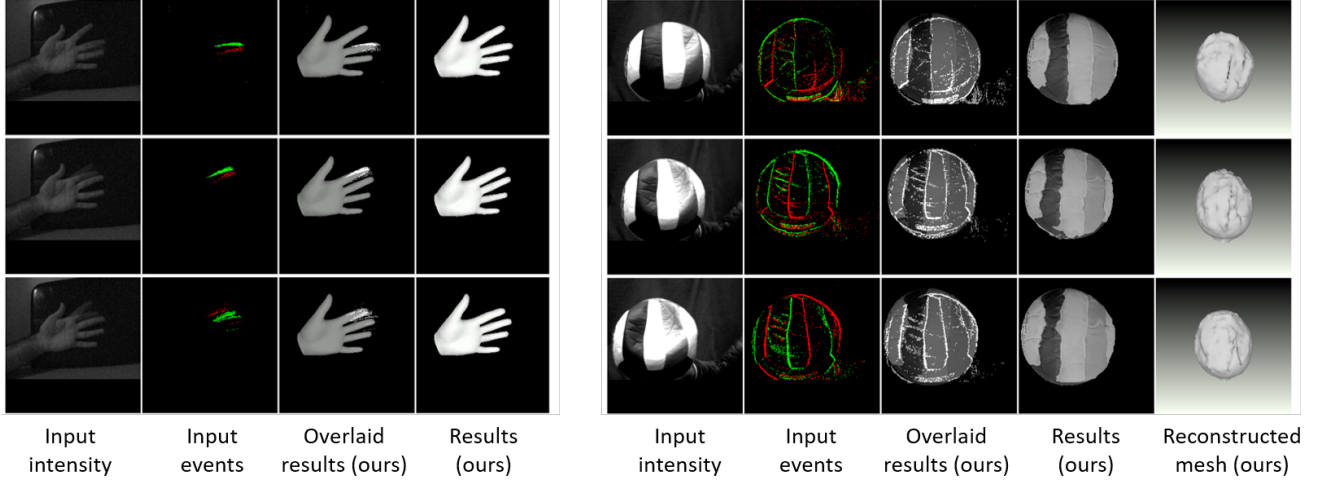 Input
intensity
Input
events
Overlaid
results (ours)
Results
(ours)
Input
intensity
Input
events
Overlaid
results (ours)
Results
(ours)
Reconstructed
mesh (ours)